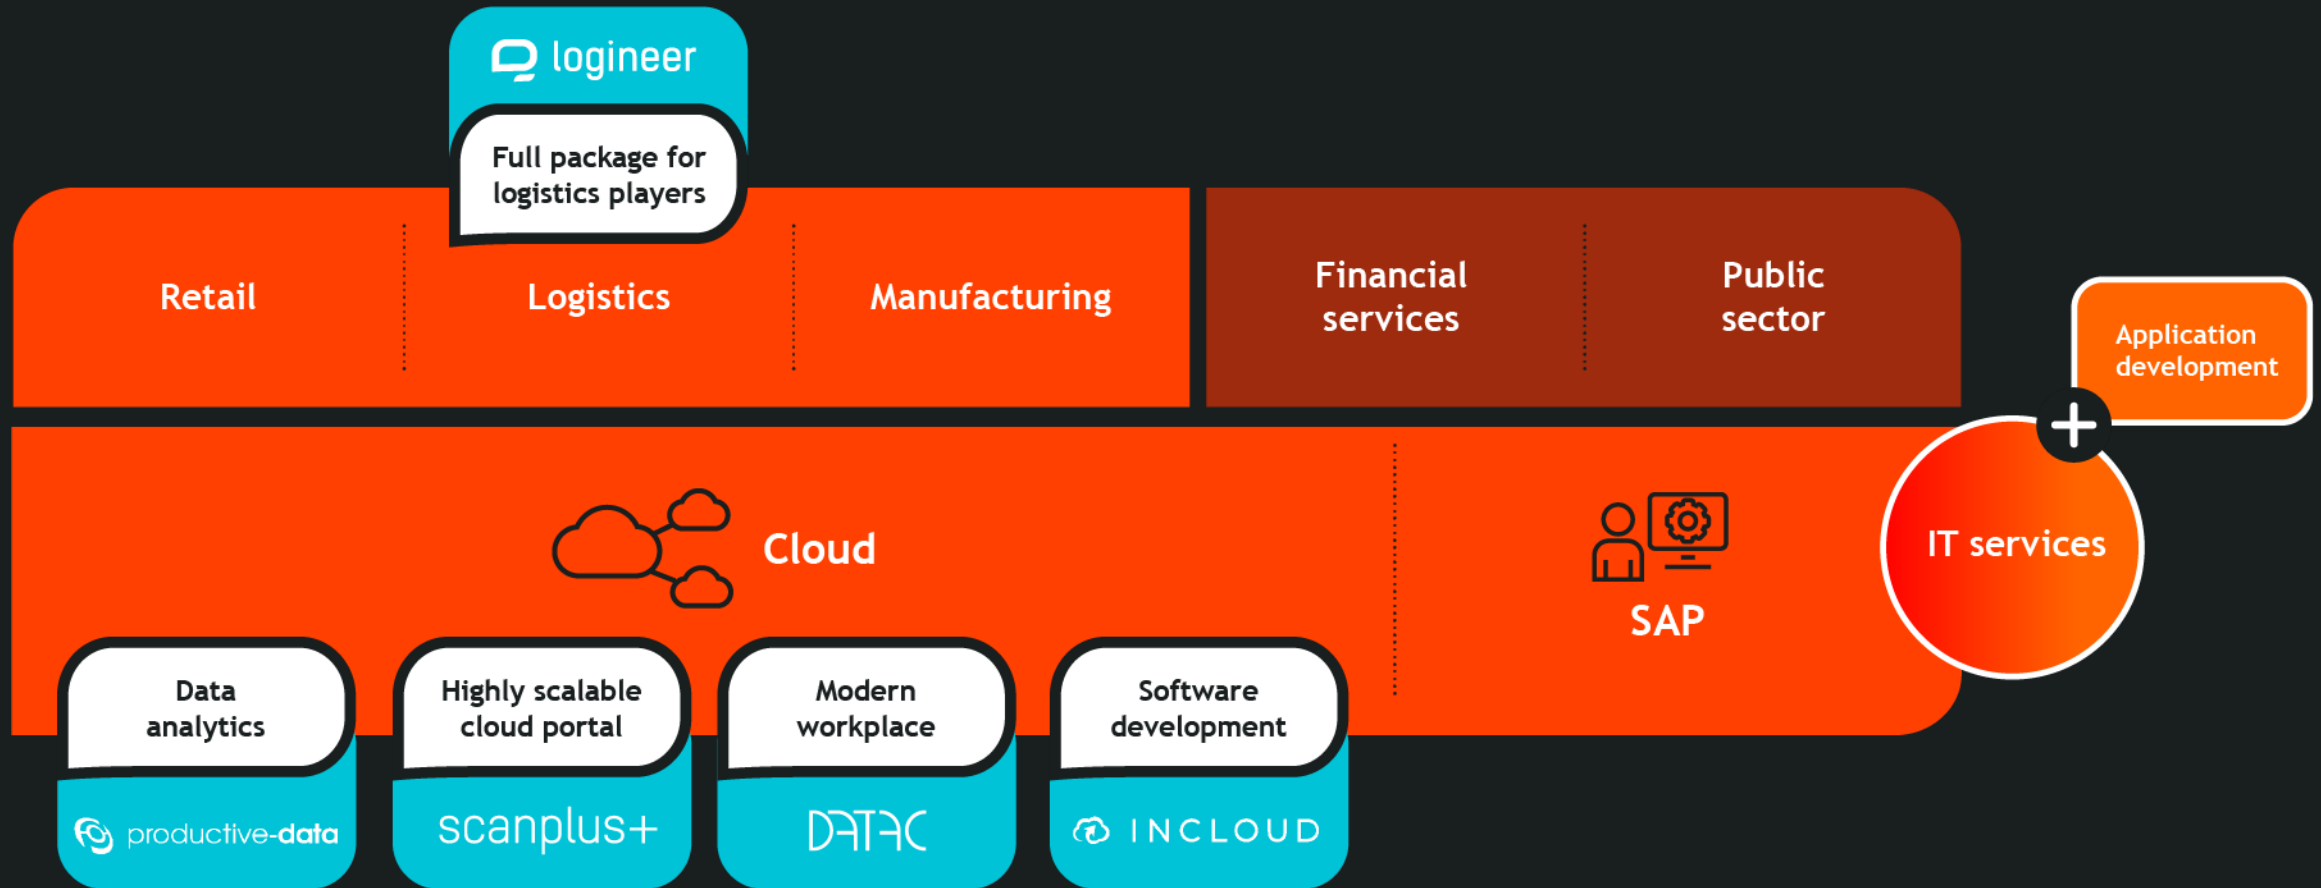 logineer
Full package for
logistics players
Retail
Logistics
Manufacturing
Financial
services
Public
sector
Application
development
Cloud
SAP
IT services
Data
analytics
Highly scalable
cloud portal
Modern
workplace
Software
development
productive-data
scanplus+
DATAC
INCLOUD